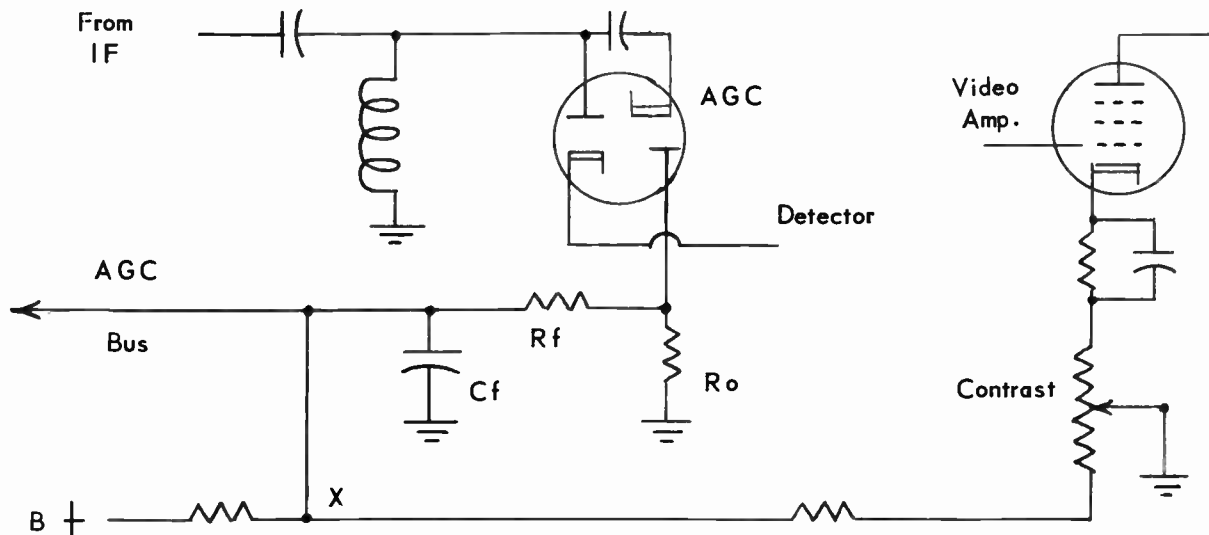 From
IF
AGC
Video
Amp.
Detector
AGC
Bus
Rf
Cf
Ro
Contrast
X
B +